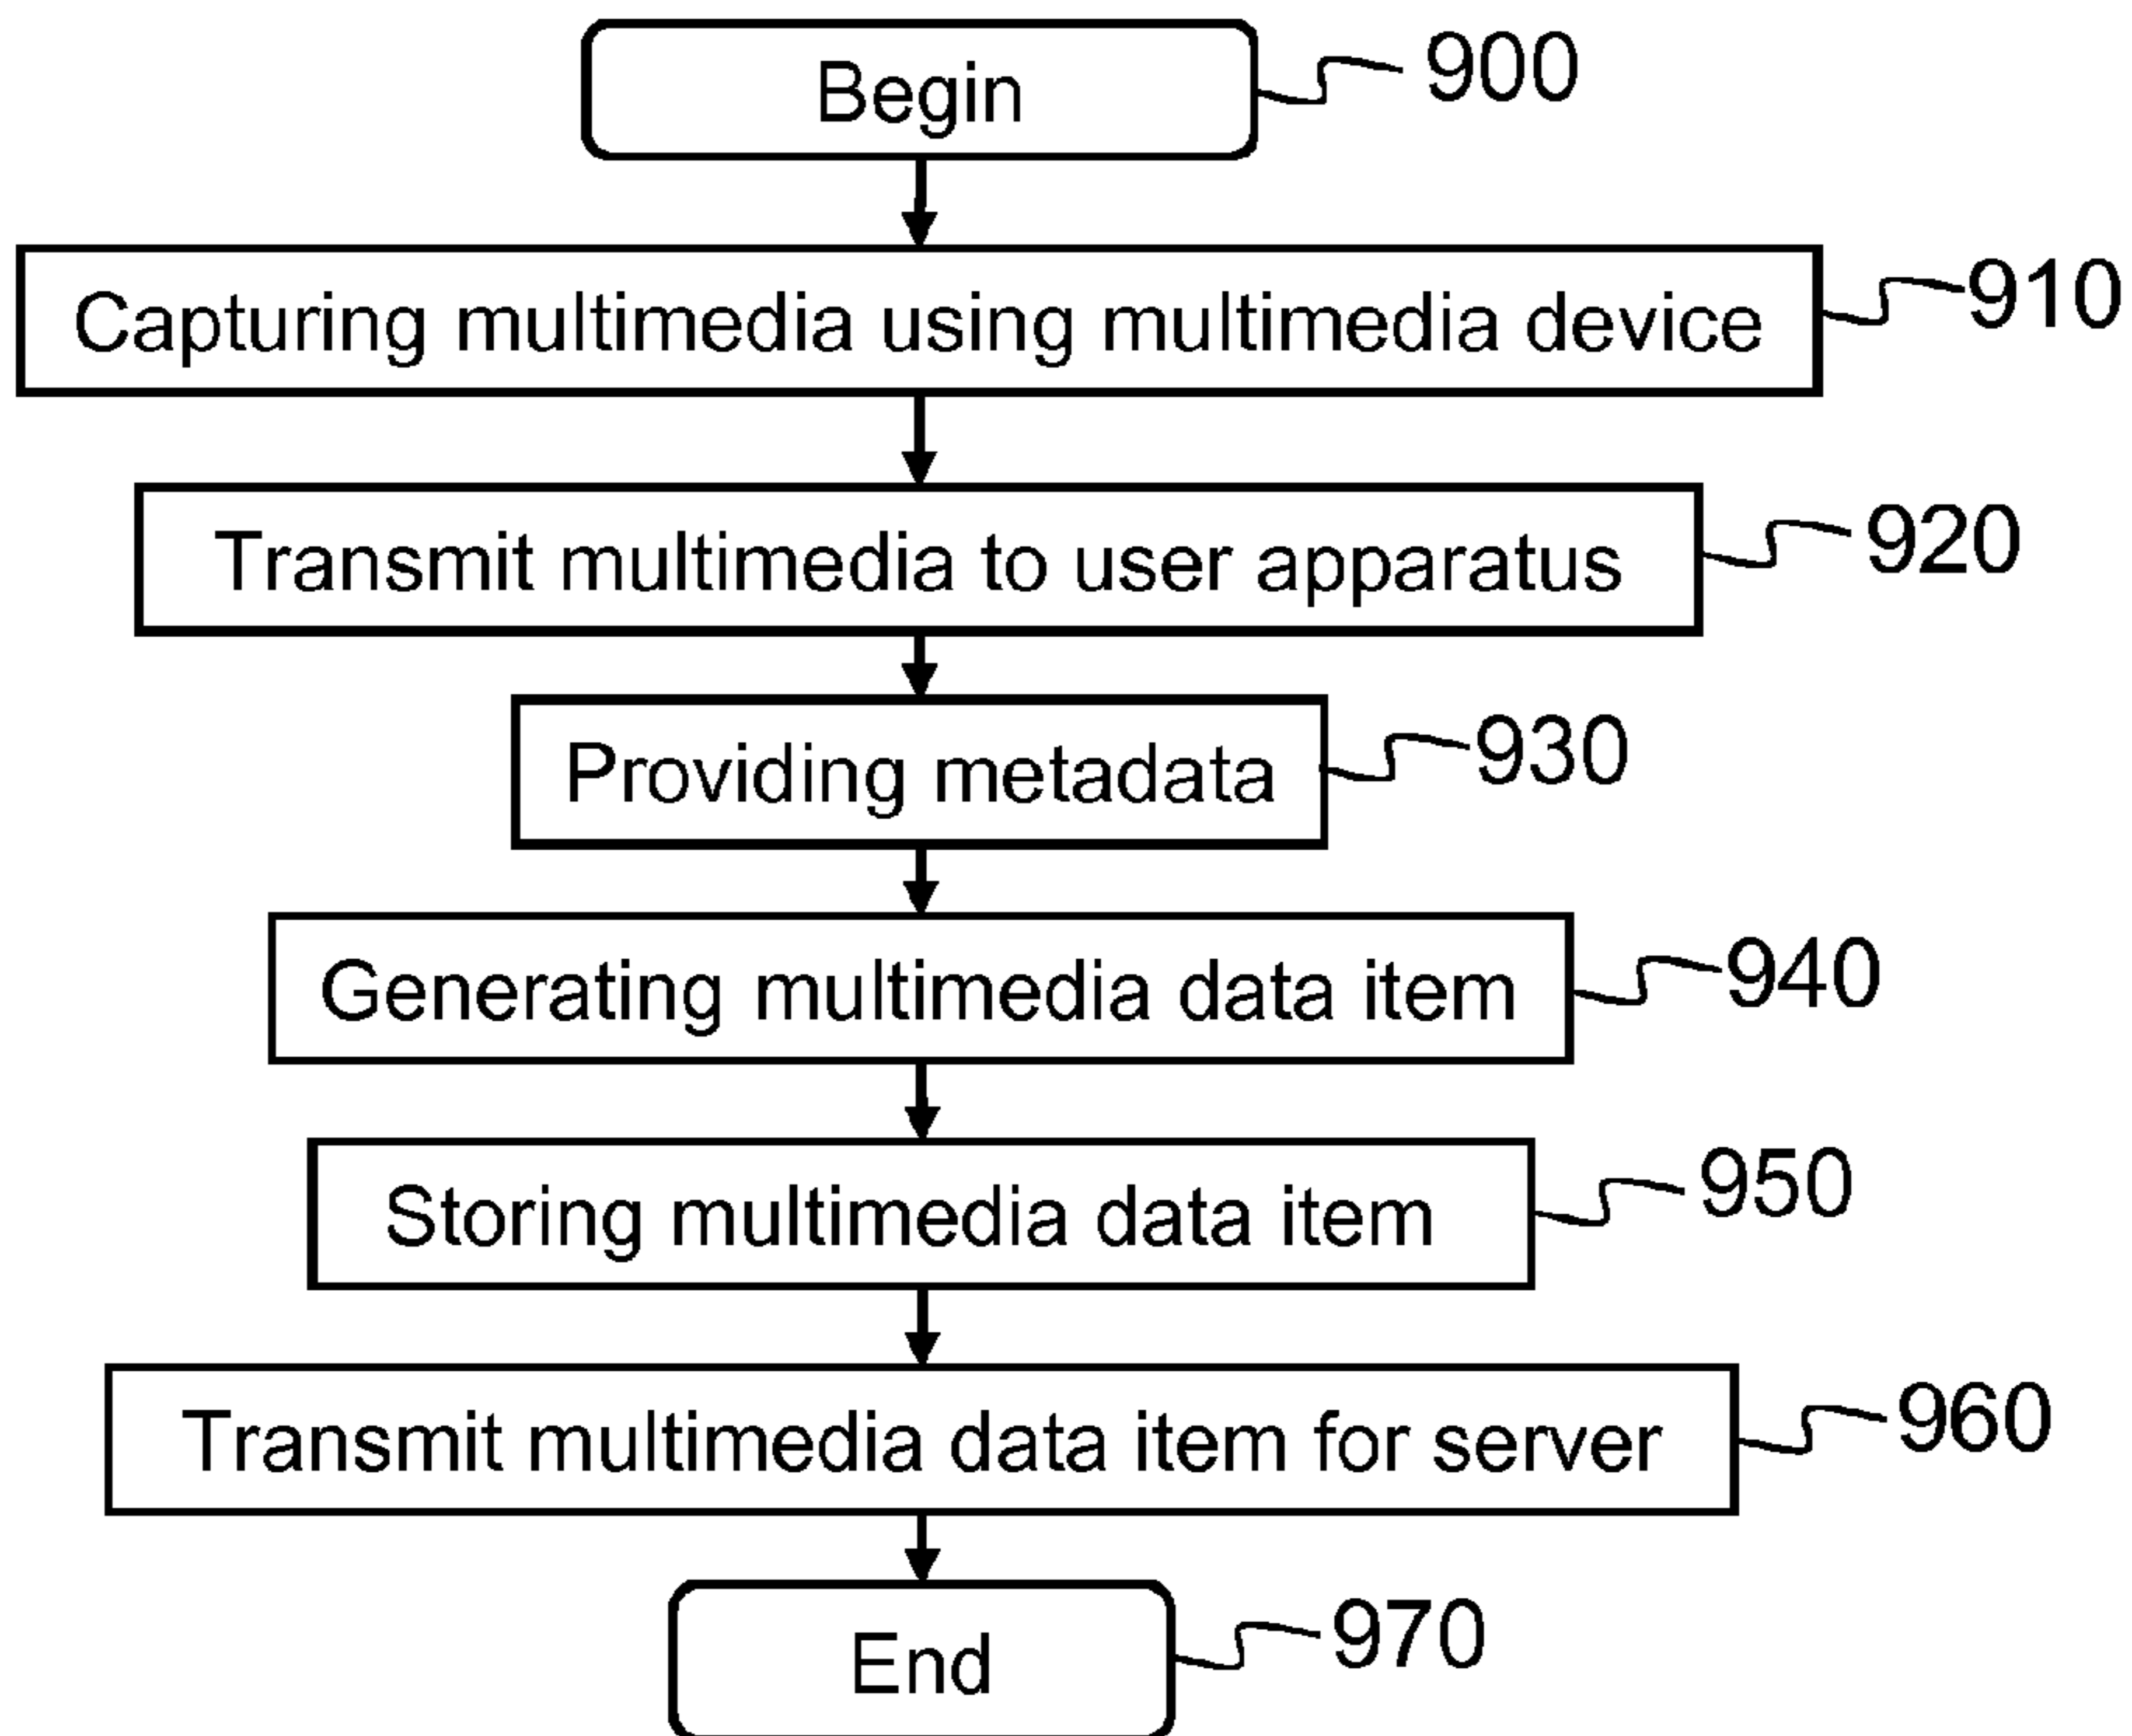 Begin 900
Capturing multimedia using multimedia device 910
Transmit multimedia to user apparatus 920
Providing metadata 930
Generating multimedia data item 940
Storing multimedia data item 950
Transmit multimedia data item for server 960
End 970